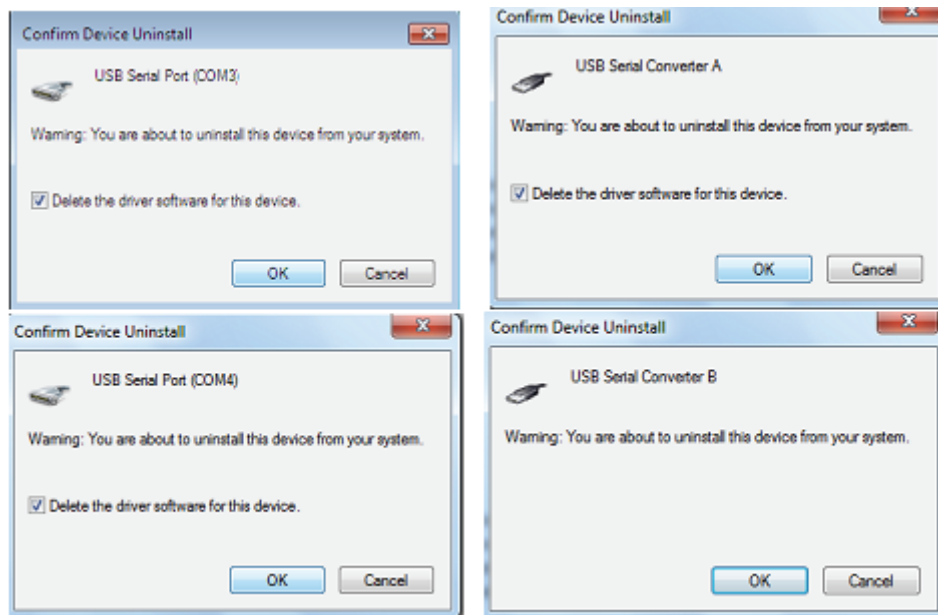 Confirm Device Uninstall
USB Serial Port (COM3)
Warning: You are about to uninstall this device from your system.
Delete the driver software for this device.
OK
Cancel
Confirm Device Uninstall
USB Serial Converter A
Warning: You are about to uninstall this device from your system.
Delete the driver software for this device.
OK
Cancel
Confirm Device Uninstall
USB Serial Port (COM4)
Warning: You are about to uninstall this device from your system.
Delete the driver software for this device.
OK
Cancel
Confirm Device Uninstall
USB Serial Converter B
Warning: You are about to uninstall this device from your system.
OK
Cancel